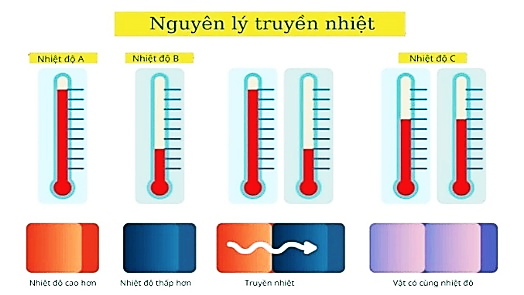 Nguyên lý truyền nhiệt
Nhiệt độ A
Nhiệt độ B
Nhiệt độ C
Nhiệt độ cao hơn
Nhiệt độ thấp hơn
Truyền nhiệt
Vật có cùng nhiệt độ